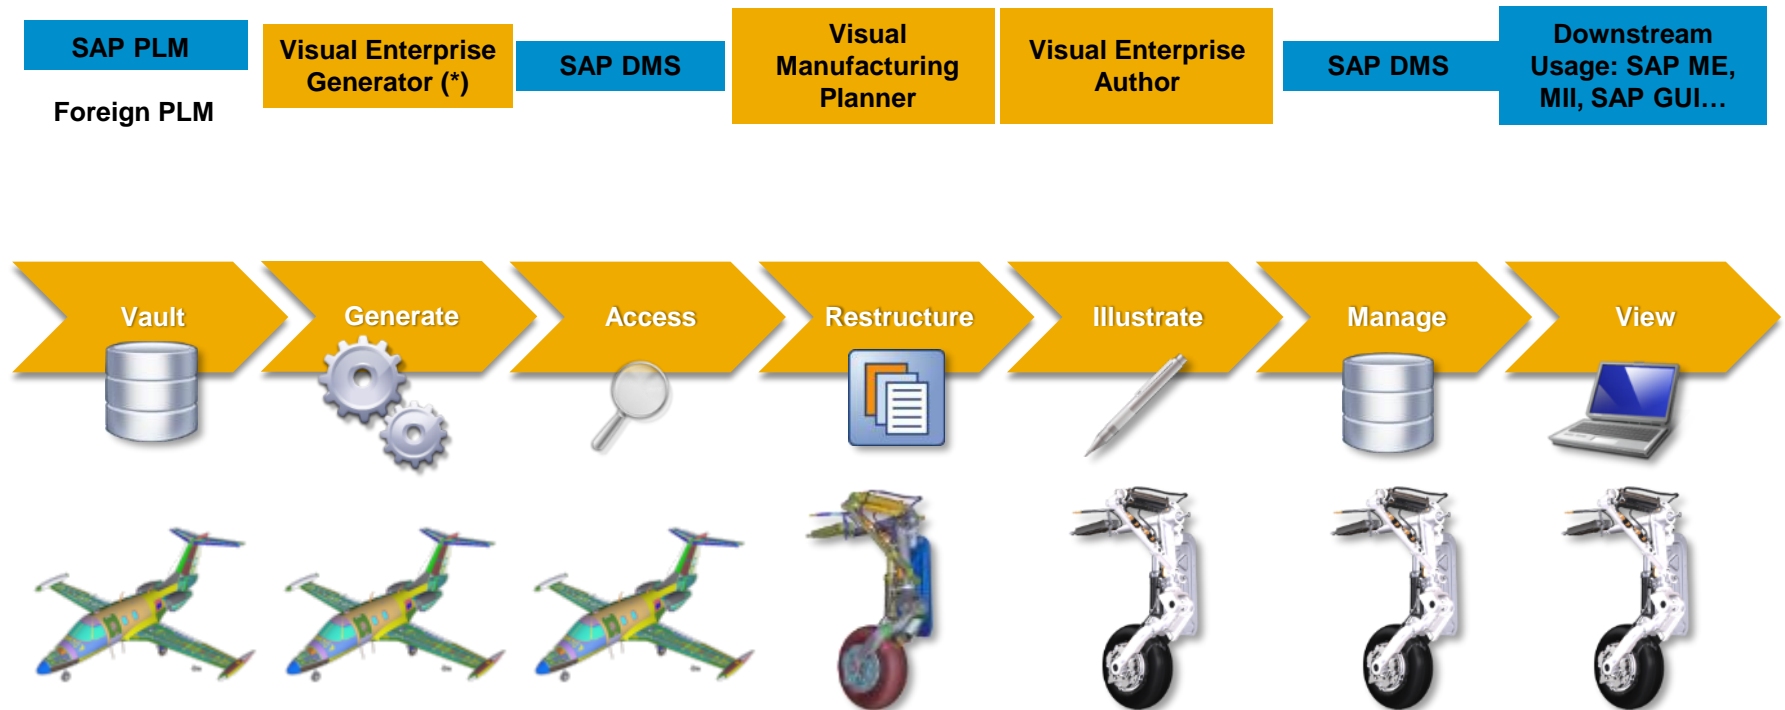 SAP PLM
Foreign PLM
Visual Enterprise
Generator (*)
SAP DMS
Visual
Manufacturing
Planner
Visual Enterprise
Author
SAP DMS
Downstream
Usage: SAP ME,
MII, SAP GUI…
Vault
Generate
Access
Restructure
Illustrate
Manage
View